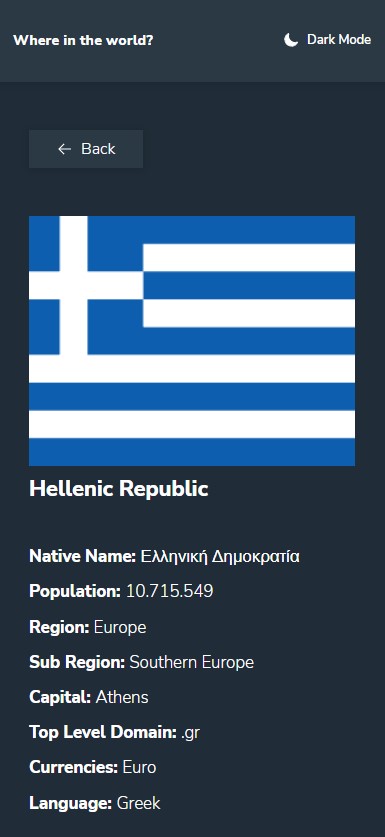 Where in the world?
Dark Mode
Back
Hellenic Republic
Native Name: Ελληνική Δημοκρατία
Population: 10.715.549
Region: Europe
Sub Region: Southern Europe
Capital: Athens
Top Level Domain: .gr
Currencies: Euro
Language: Greek